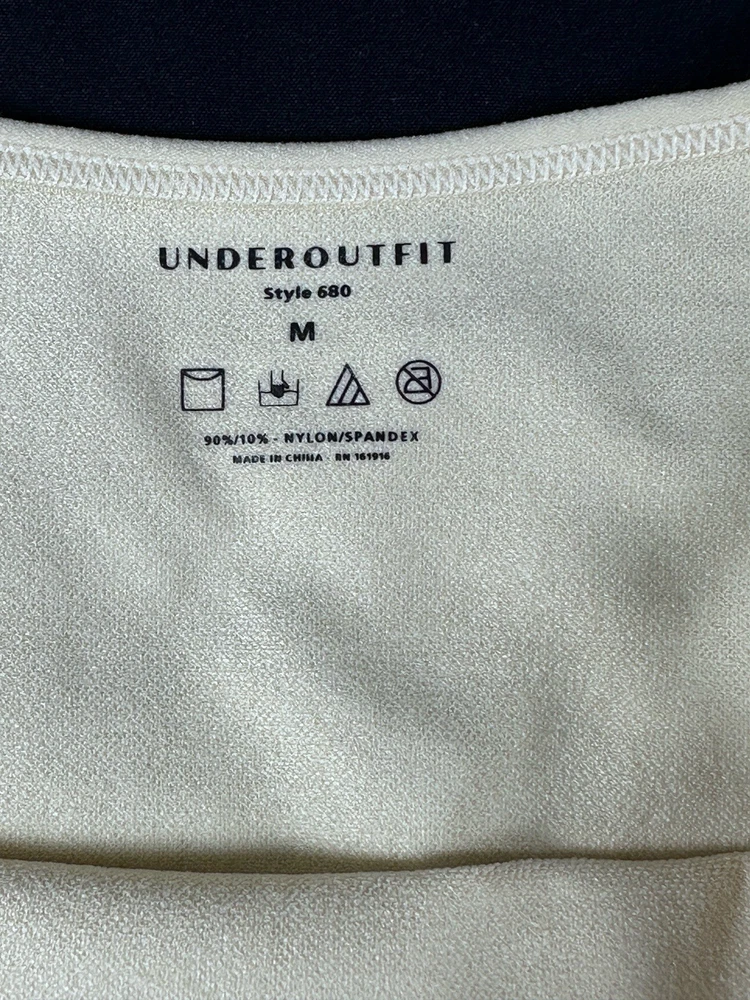 UNDEROUTFIT
Style 680
M
90%/10% - NYLON/SPANDEX
MADE IN CHINA - RN 161916